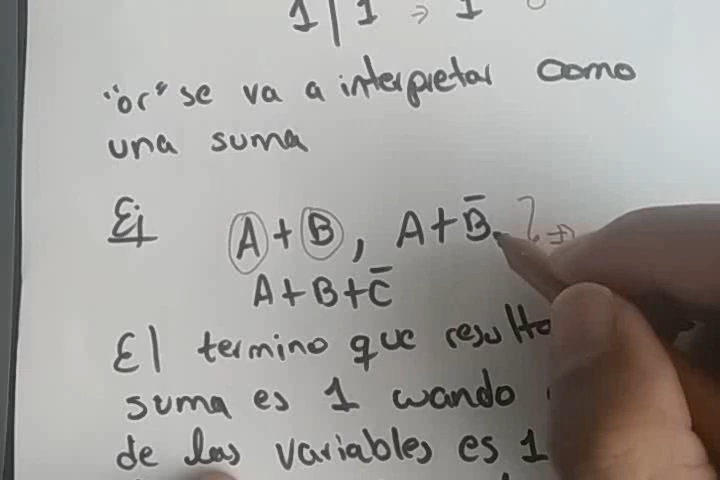 1 | 1 → 1
"or" se va a interpretar como
una suma
Ej A + B , A + B̅
A + B + C̅
El termino que resulto
suma es 1 cuando
de las variables es 1